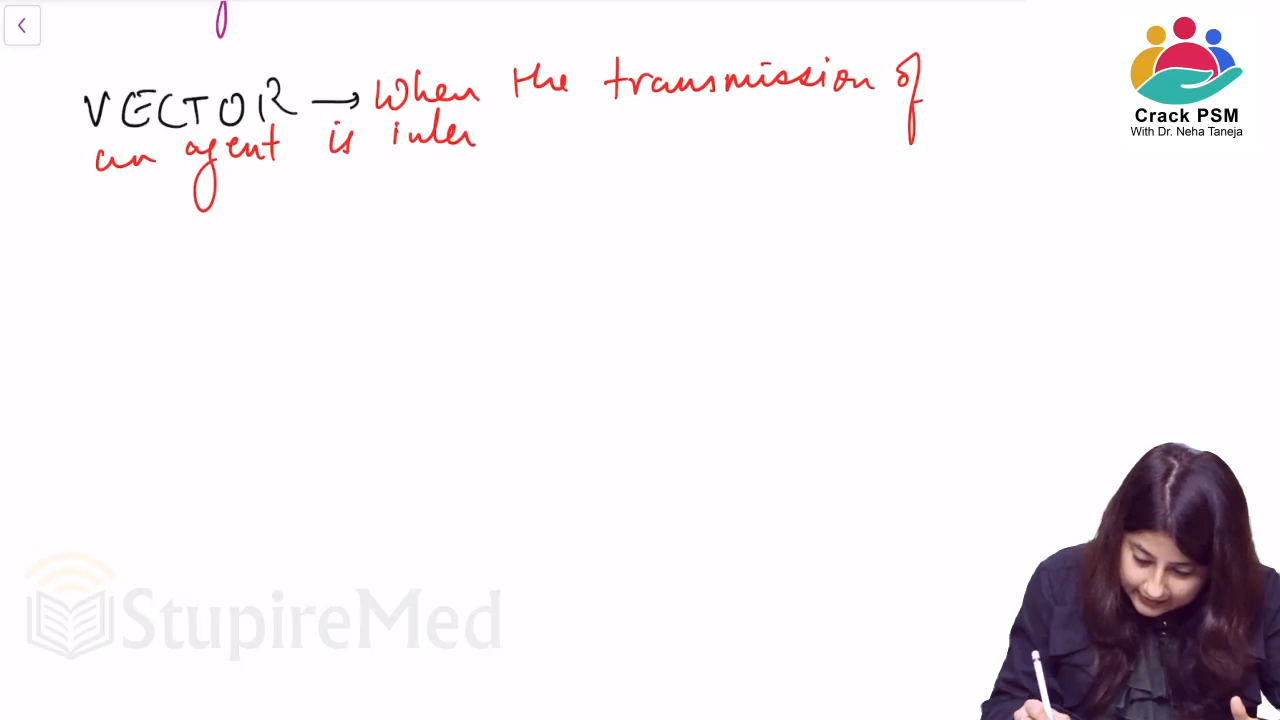 VECTOR → When the transmission of
an agent is inter
Crack PSM
With Dr. Neha Taneja
StupireMed